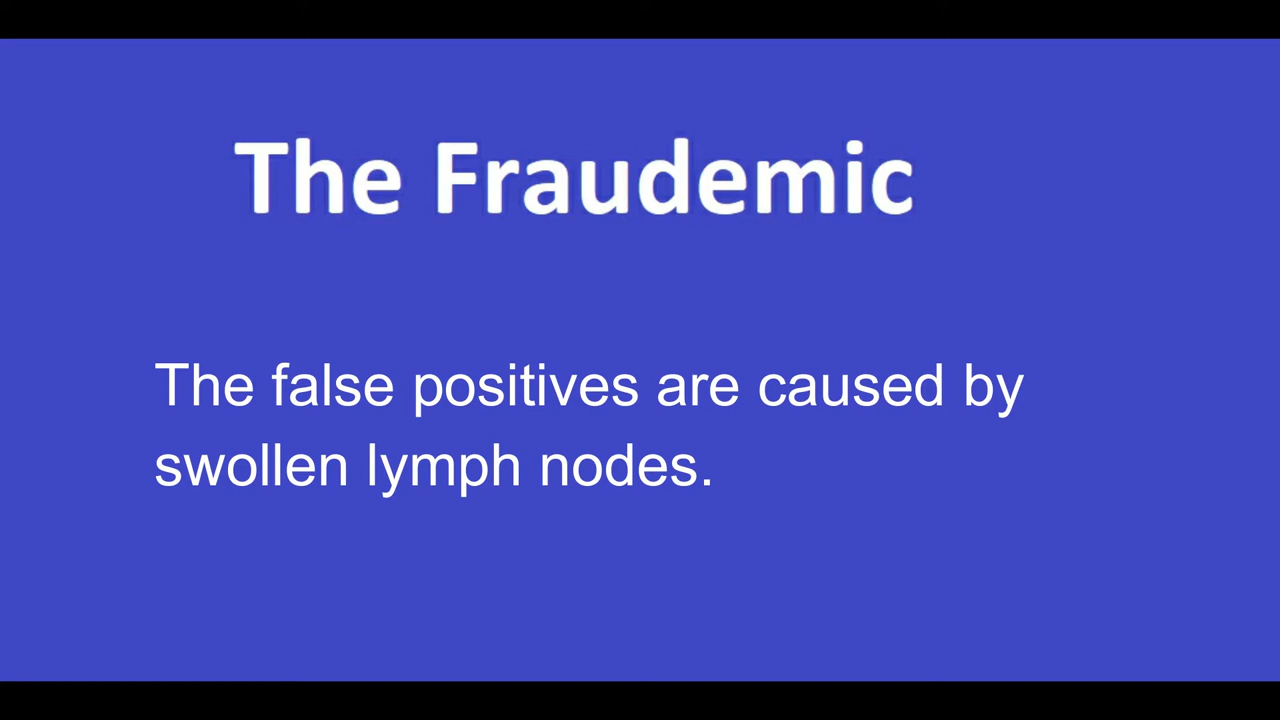 The Fraudemic
The false positives are caused by
swollen lymph nodes.